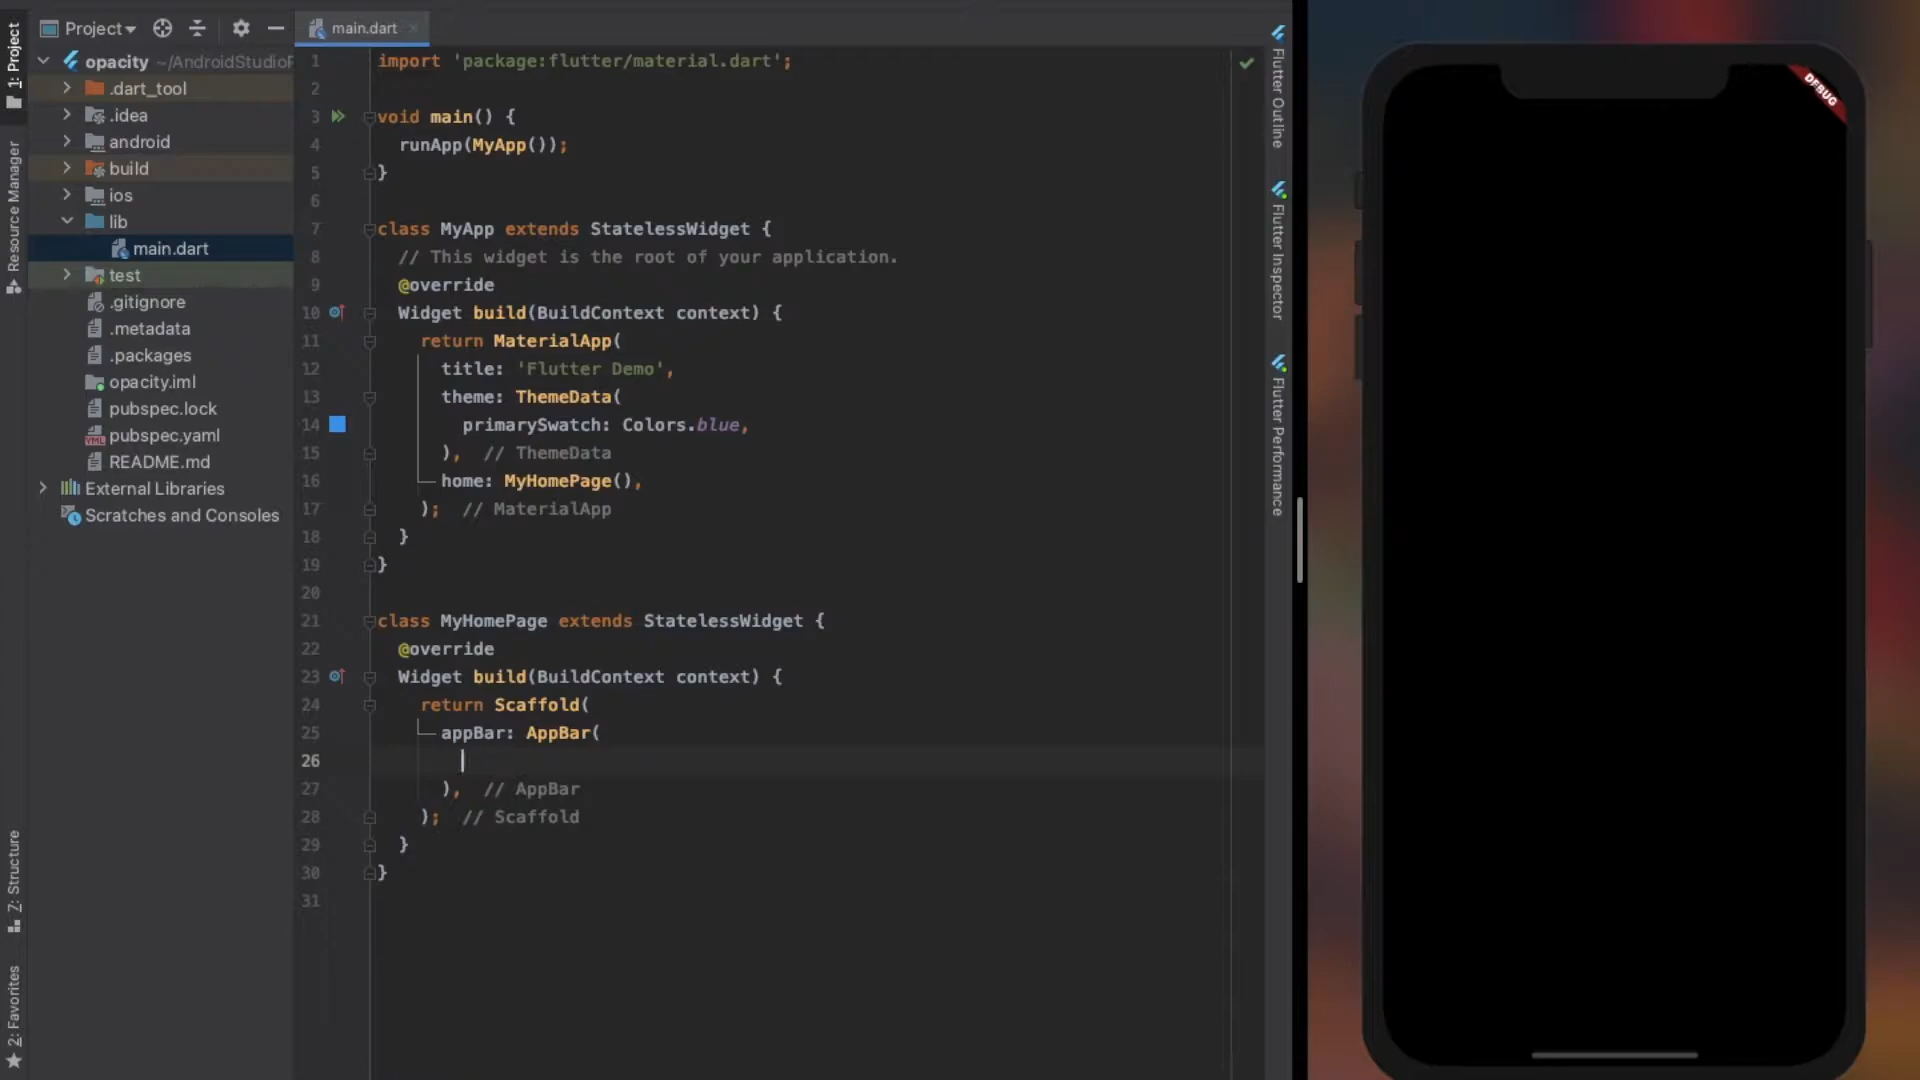 1: Project
Resource Manager
Z: Structure
2: Favorites
Project
opacity ~/AndroidStudioP
.dart_tool
.idea
android
build
ios
lib
main.dart
test
.gitignore
.metadata
.packages
opacity.iml
pubspec.lock
pubspec.yaml
README.md
External Libraries
Scratches and Consoles
main.dart
1 import 'package:flutter/material.dart';
2
3 void main() {
4 runApp(MyApp());
5 }
6
7 class MyApp extends StatelessWidget {
8 // This widget is the root of your application.
9 @override
10 Widget build(BuildContext context) {
11 return MaterialApp(
12 title: 'Flutter Demo',
13 theme: ThemeData(
14 primarySwatch: Colors.blue,
15 ), // ThemeData
16 home: MyHomePage(),
17 ); // MaterialApp
18 }
19 }
20
21 class MyHomePage extends StatelessWidget {
22 @override
23 Widget build(BuildContext context) {
24 return Scaffold(
25 appBar: AppBar(
26
27 ), // AppBar
28 ); // Scaffold
29 }
30 }
31
Flutter Outline
Flutter Inspector
Flutter Performance
DEBUG